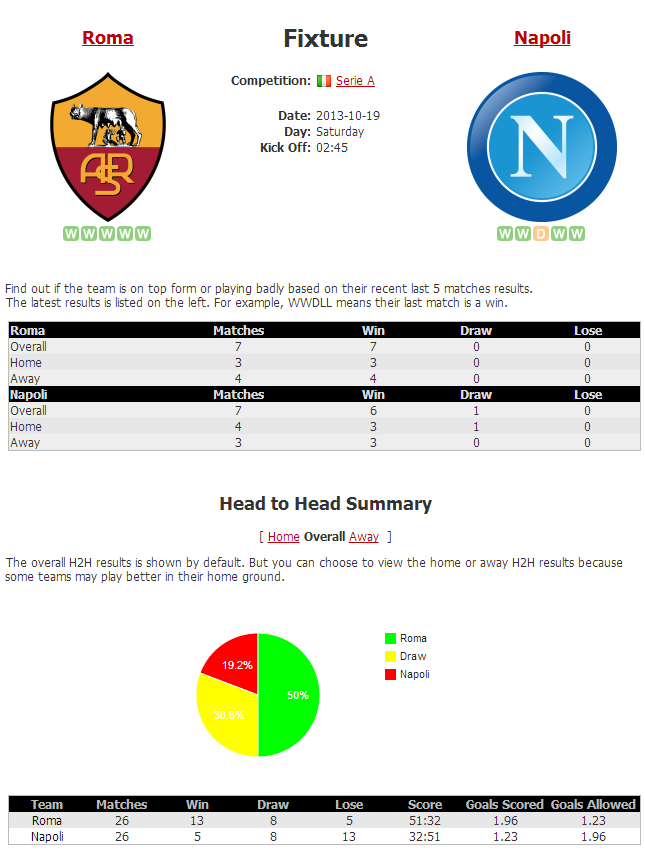 Roma
Fixture
Napoli
Competition: Serie A
Date: 2013-10-19
Day: Saturday
Kick Off: 02:45
ASR
N
W W W W W
W W D W W
Find out if the team is on top form or playing badly based on their recent last 5 matches results.
The latest results is listed on the left. For example, WWDLL means their last match is a win.
Roma Matches Win Draw Lose
Overall 7 7 0 0
Home 3 3 0 0
Away 4 4 0 0
Napoli Matches Win Draw Lose
Overall 7 6 1 0
Home 4 3 1 0
Away 3 3 0 0
Head to Head Summary
[ Home Overall Away ]
The overall H2H results is shown by default. But you can choose to view the home or away H2H results because
some teams may play better in their home ground.
19.2%
50%
30.8%
Roma
Draw
Napoli
Team Matches Win Draw Lose Score Goals Scored Goals Allowed
Roma 26 13 8 5 51:32 1.96 1.23
Napoli 26 5 8 13 32:51 1.23 1.96